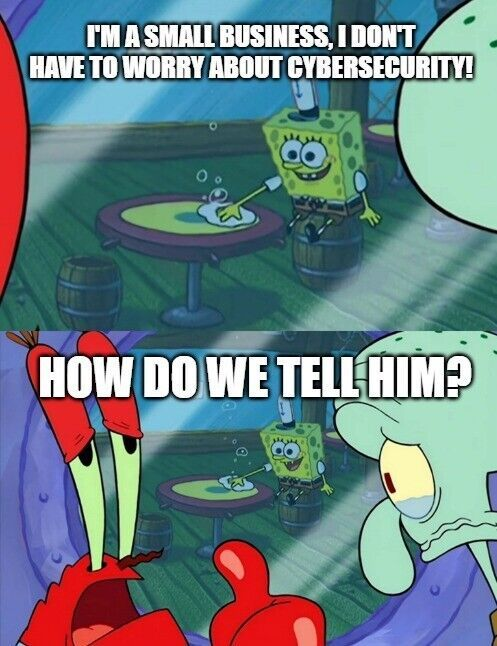 I'M A SMALL BUSINESS, I DON'T
HAVE TO WORRY ABOUT CYBERSECURITY!
HOW DO WE TELL HIM?